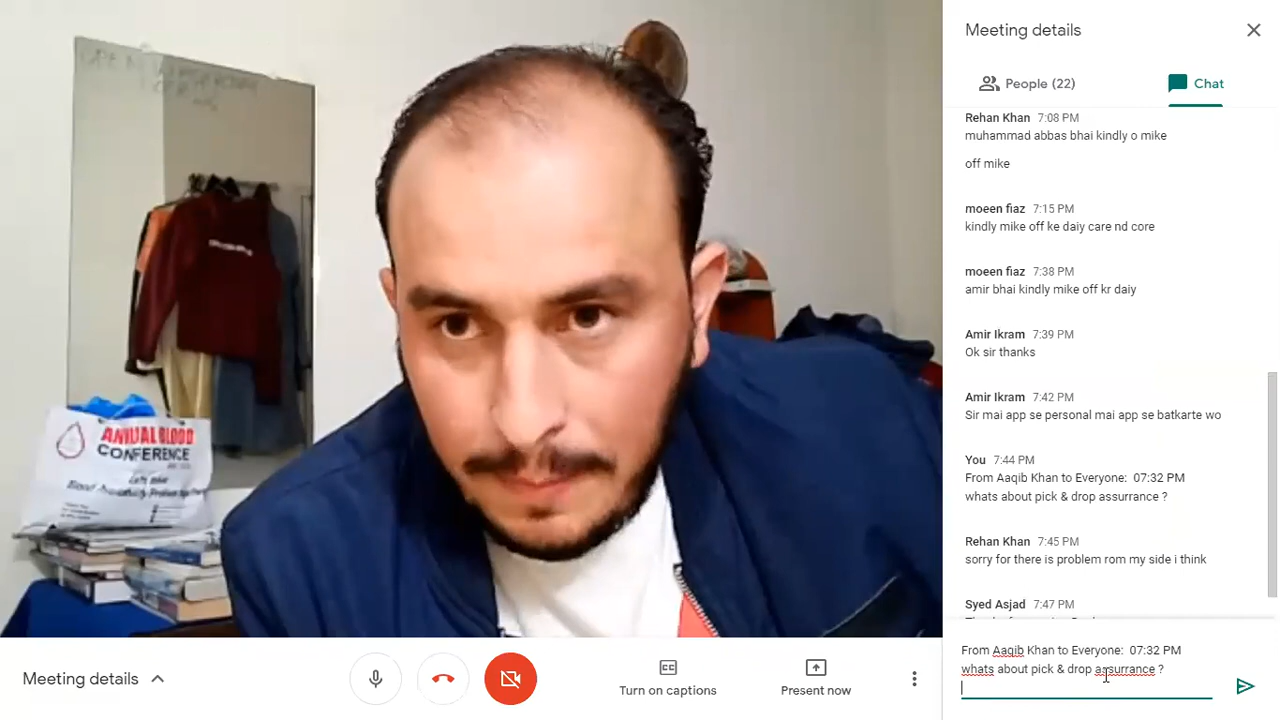 ANNUAL BLOOD
CONFERENCE
Meeting details
Turn on captions
Present now
Meeting details
People (22)
Chat
Rehan Khan 7:08 PM
muhammad abbas bhai kindly o mike
off mike
moeen fiaz 7:15 PM
kindly mike off ke daiy care nd core
moeen fiaz 7:38 PM
amir bhai kindly mike off kr daiy
Amir Ikram 7:39 PM
Ok sir thanks
Amir Ikram 7:42 PM
Sir mai app se personal mai app se batkarte wo
You 7:44 PM
From Aaqib Khan to Everyone: 07:32 PM
whats about pick & drop assurrance ?
Rehan Khan 7:45 PM
sorry for there is problem rom my side i think
Syed Asjad 7:47 PM
From Aaqib Khan to Everyone: 07:32 PM
whats about pick & drop assurrance ?